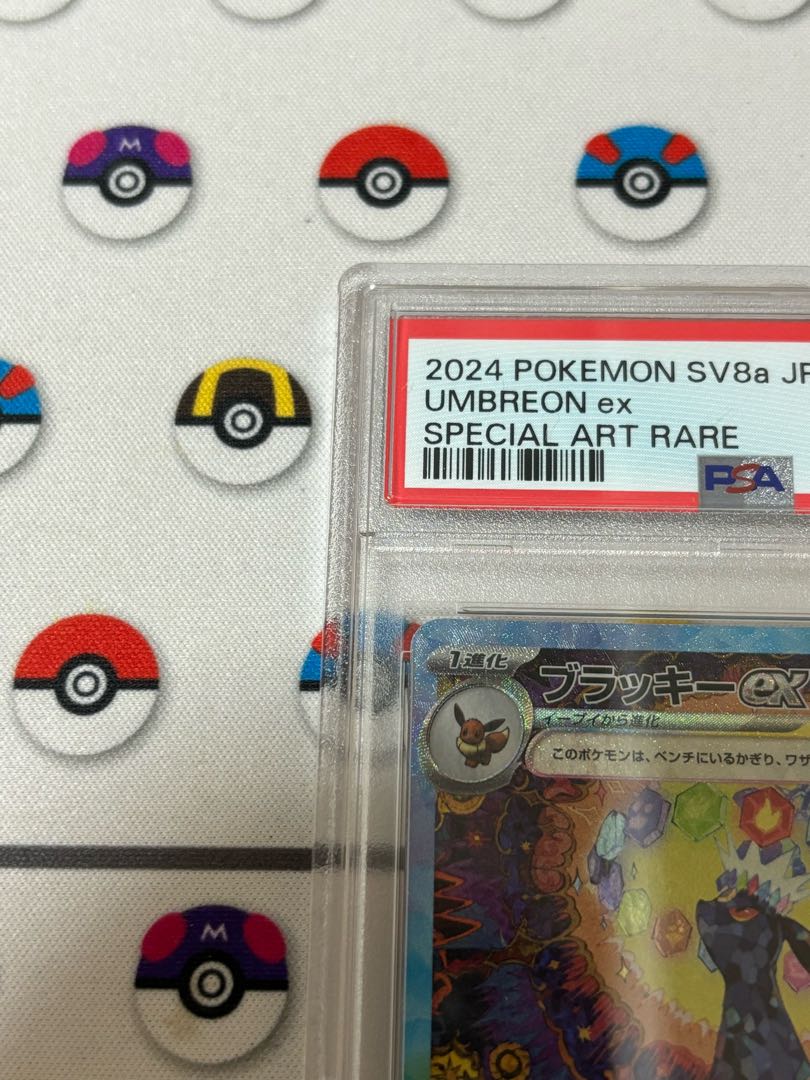 M
2024 POKEMON SV8a JP
UMBREON ex
SPECIAL ART RARE
PSA
1進化
ブラッキーex
イーブイから進化
このポケモンは、ベンチにいるかぎり、ワザ
M